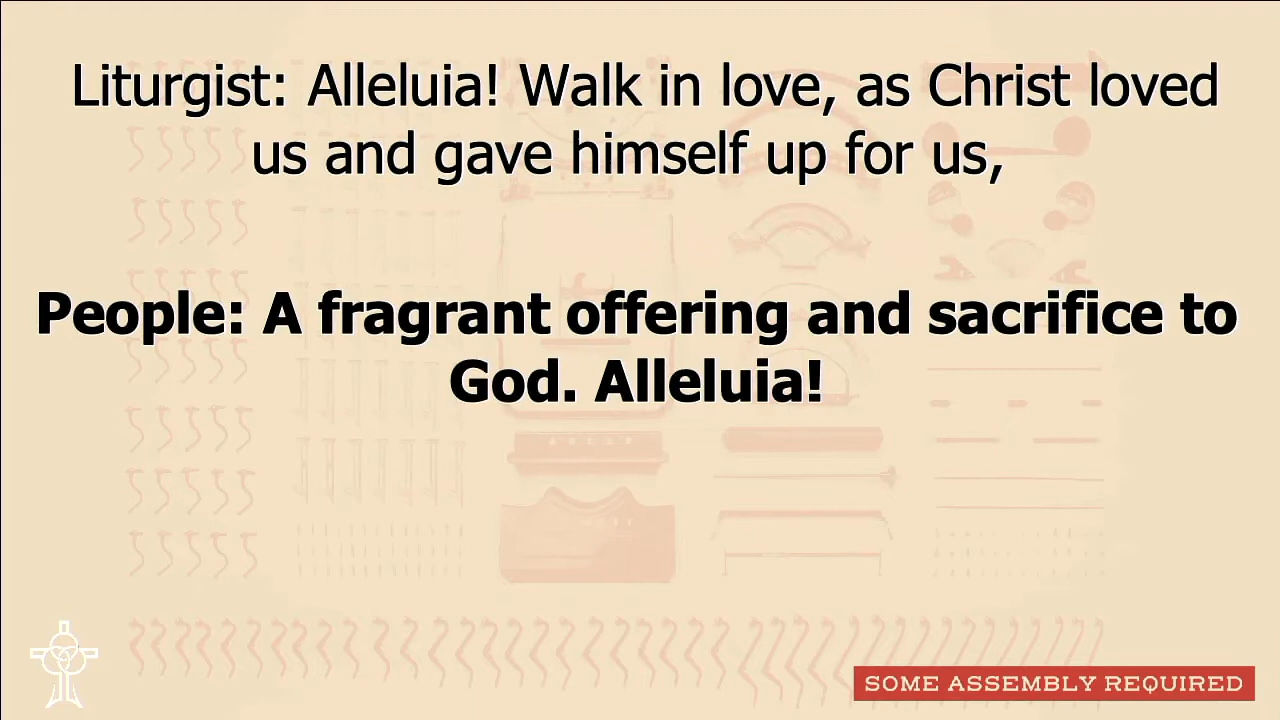 Liturgist: Alleluia! Walk in love, as Christ loved
us and gave himself up for us,
People: A fragrant offering and sacrifice to
God. Alleluia!
SOME ASSEMBLY REQUIRED